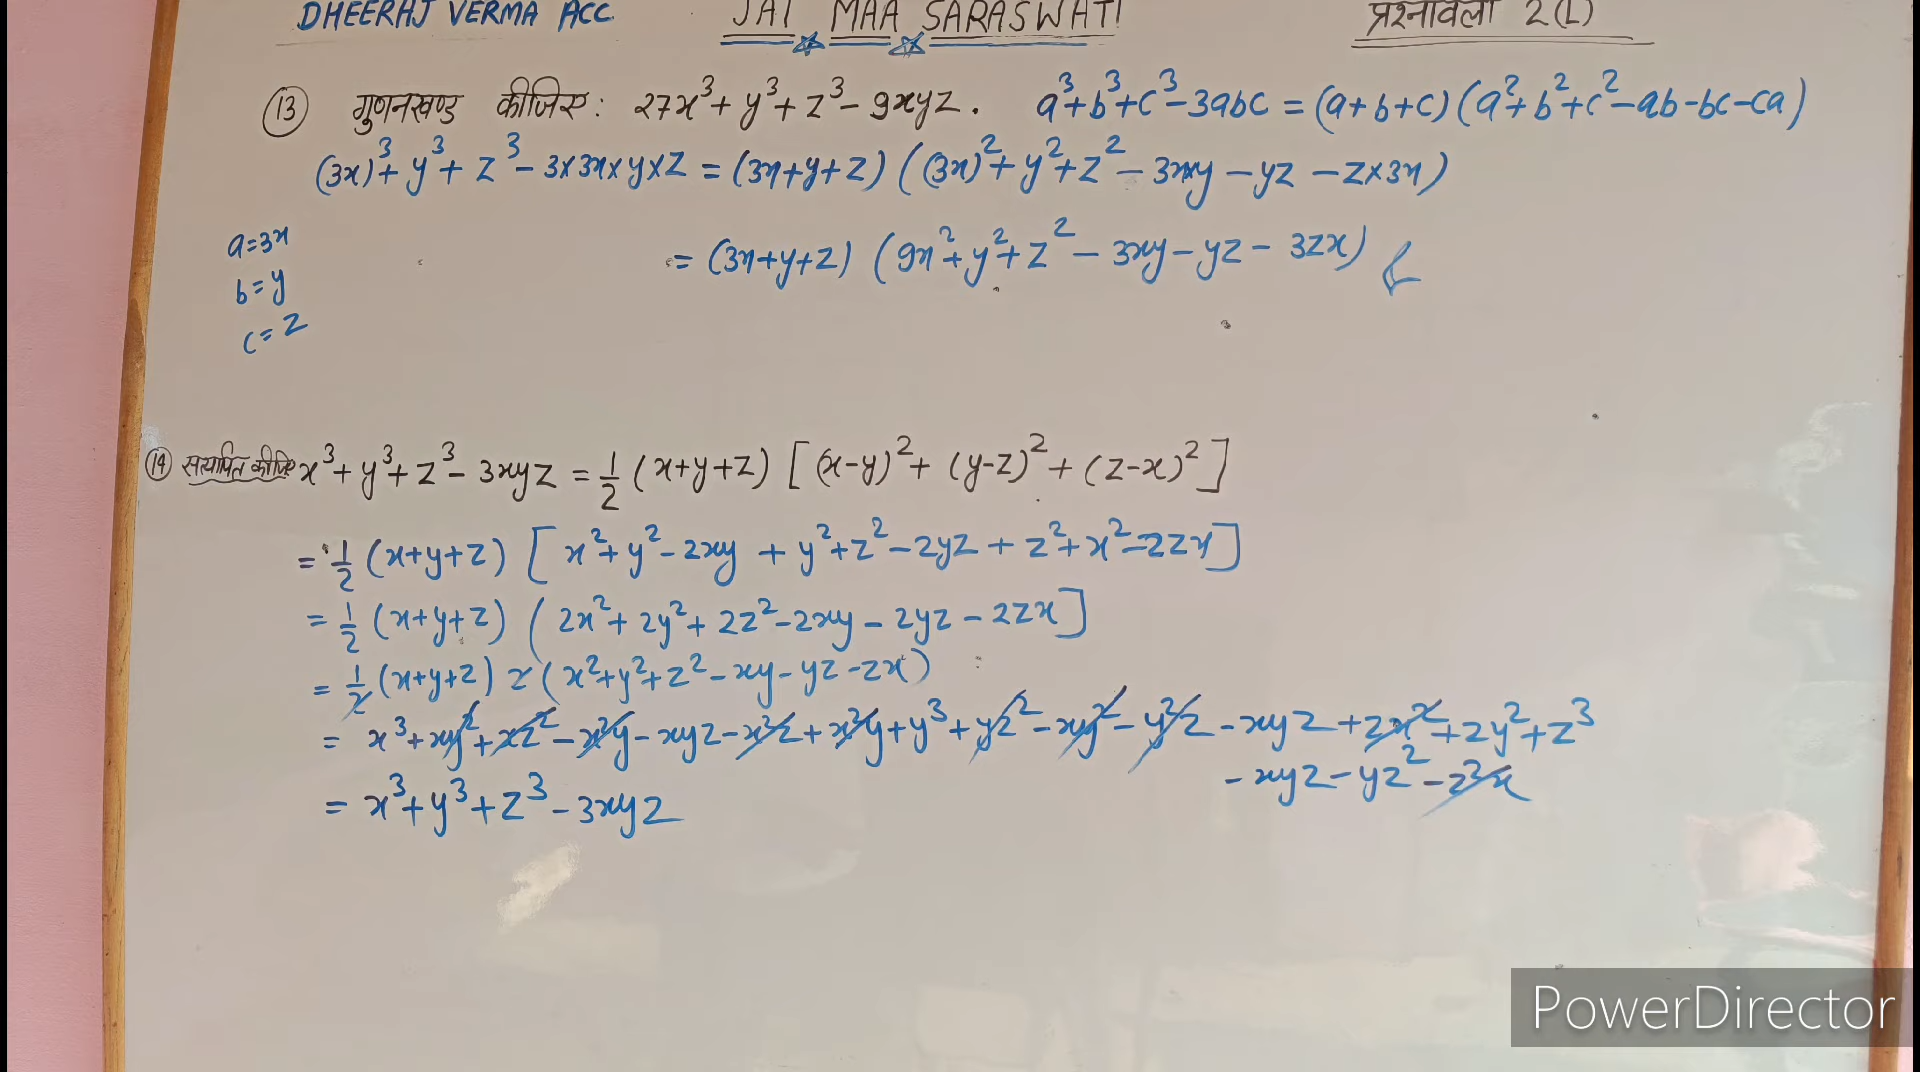 DHEERAJ VERMA ACC. JAI MAA SARASWATI प्रश्नावली 2(L)
(13) गुणनखण्ड कीजिए: 27x³+ y³+ z³- 9xyz. a³+b³+c³-3abc = (a+b+c) (a²+b²+c²-ab-bc-ca)
(3x)³+ y³+ z³- 3×3x×y×z = (3x+y+z) ((3x)²+ y²+z² - 3x×y - yz - z×3x)
a=3x
= (3x+y+z) (9x²+y²+z² - 3xy-yz- 3zx)
b=y
c=z
(14) सत्यापित कीजिए x³+y³+z³-3xyz = 1/2 (x+y+z) [(x-y)²+ (y-z)²+ (z-x)²]
= 1/2 (x+y+z) [x²+y²-2xy + y²+z²-2yz + z²+x²-2zx]
= 1/2 (x+y+z) (2x²+ 2y²+ 2z²-2xy - 2yz - 2zx]
= 1/2 (x+y+z) 2 (x²+y²+z²-xy-yz-zx)
= x³+xy²+xz²-x²y-xyz-x²z+x²y+y³+yz²-xy²-y²z-xyz+zx²+zy²+z³
-xyz-yz²-z²x
= x³+y³+z³-3xyz
PowerDirector